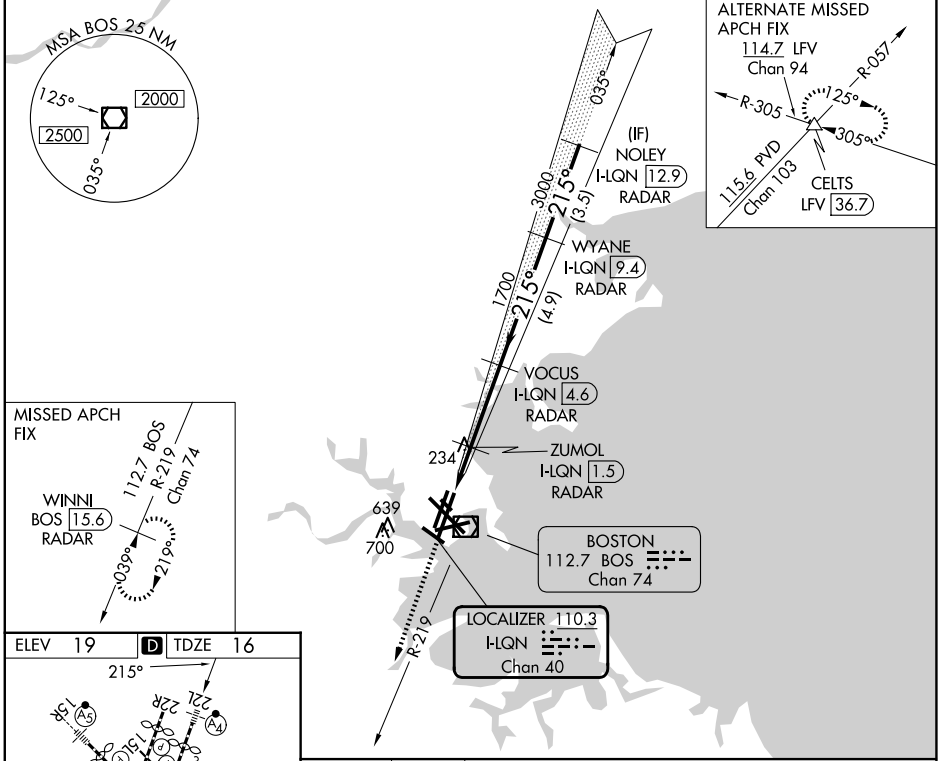 MSA BOS 25 NM
125°
2000
2500
035°
ALTERNATE MISSED
APCH FIX
114.7 LFV
Chan 94
R-057
R-305
125°
305°
115.6 PVD
Chan 103
CELTS
LFV 36.7
035°
(IF)
NOLEY
I-LQN 12.9
RADAR
3000
215°
(3.5)
WYANE
I-LQN 9.4
RADAR
1700
215°
(4.9)
VOCUS
I-LQN 4.6
RADAR
234
ZUMOL
I-LQN 1.5
RADAR
639
700
BOSTON
112.7 BOS
Chan 74
LOCALIZER 110.3
I-LQN
Chan 40
R-219
MISSED APCH
FIX
112.7 BOS
R-219
Chan 74
WINNI
BOS 15.6
RADAR
039°
219°
ELEV 19 D TDZE 16
215°
15R
A5
15L
22R
22L
A4
P
P